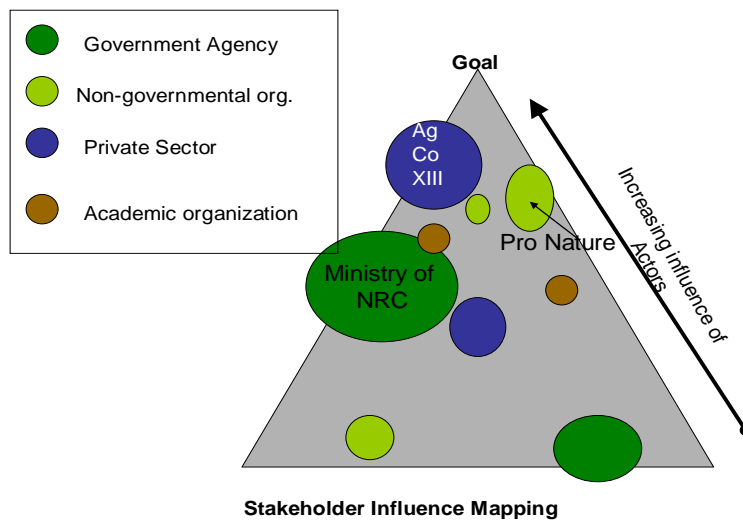 Government Agency
Non-governmental org.
Private Sector
Academic organization
Goal
Ag
Co
XIII
Pro Nature
Ministry of
NRC
Increasing influence of
Actors
Stakeholder Influence Mapping